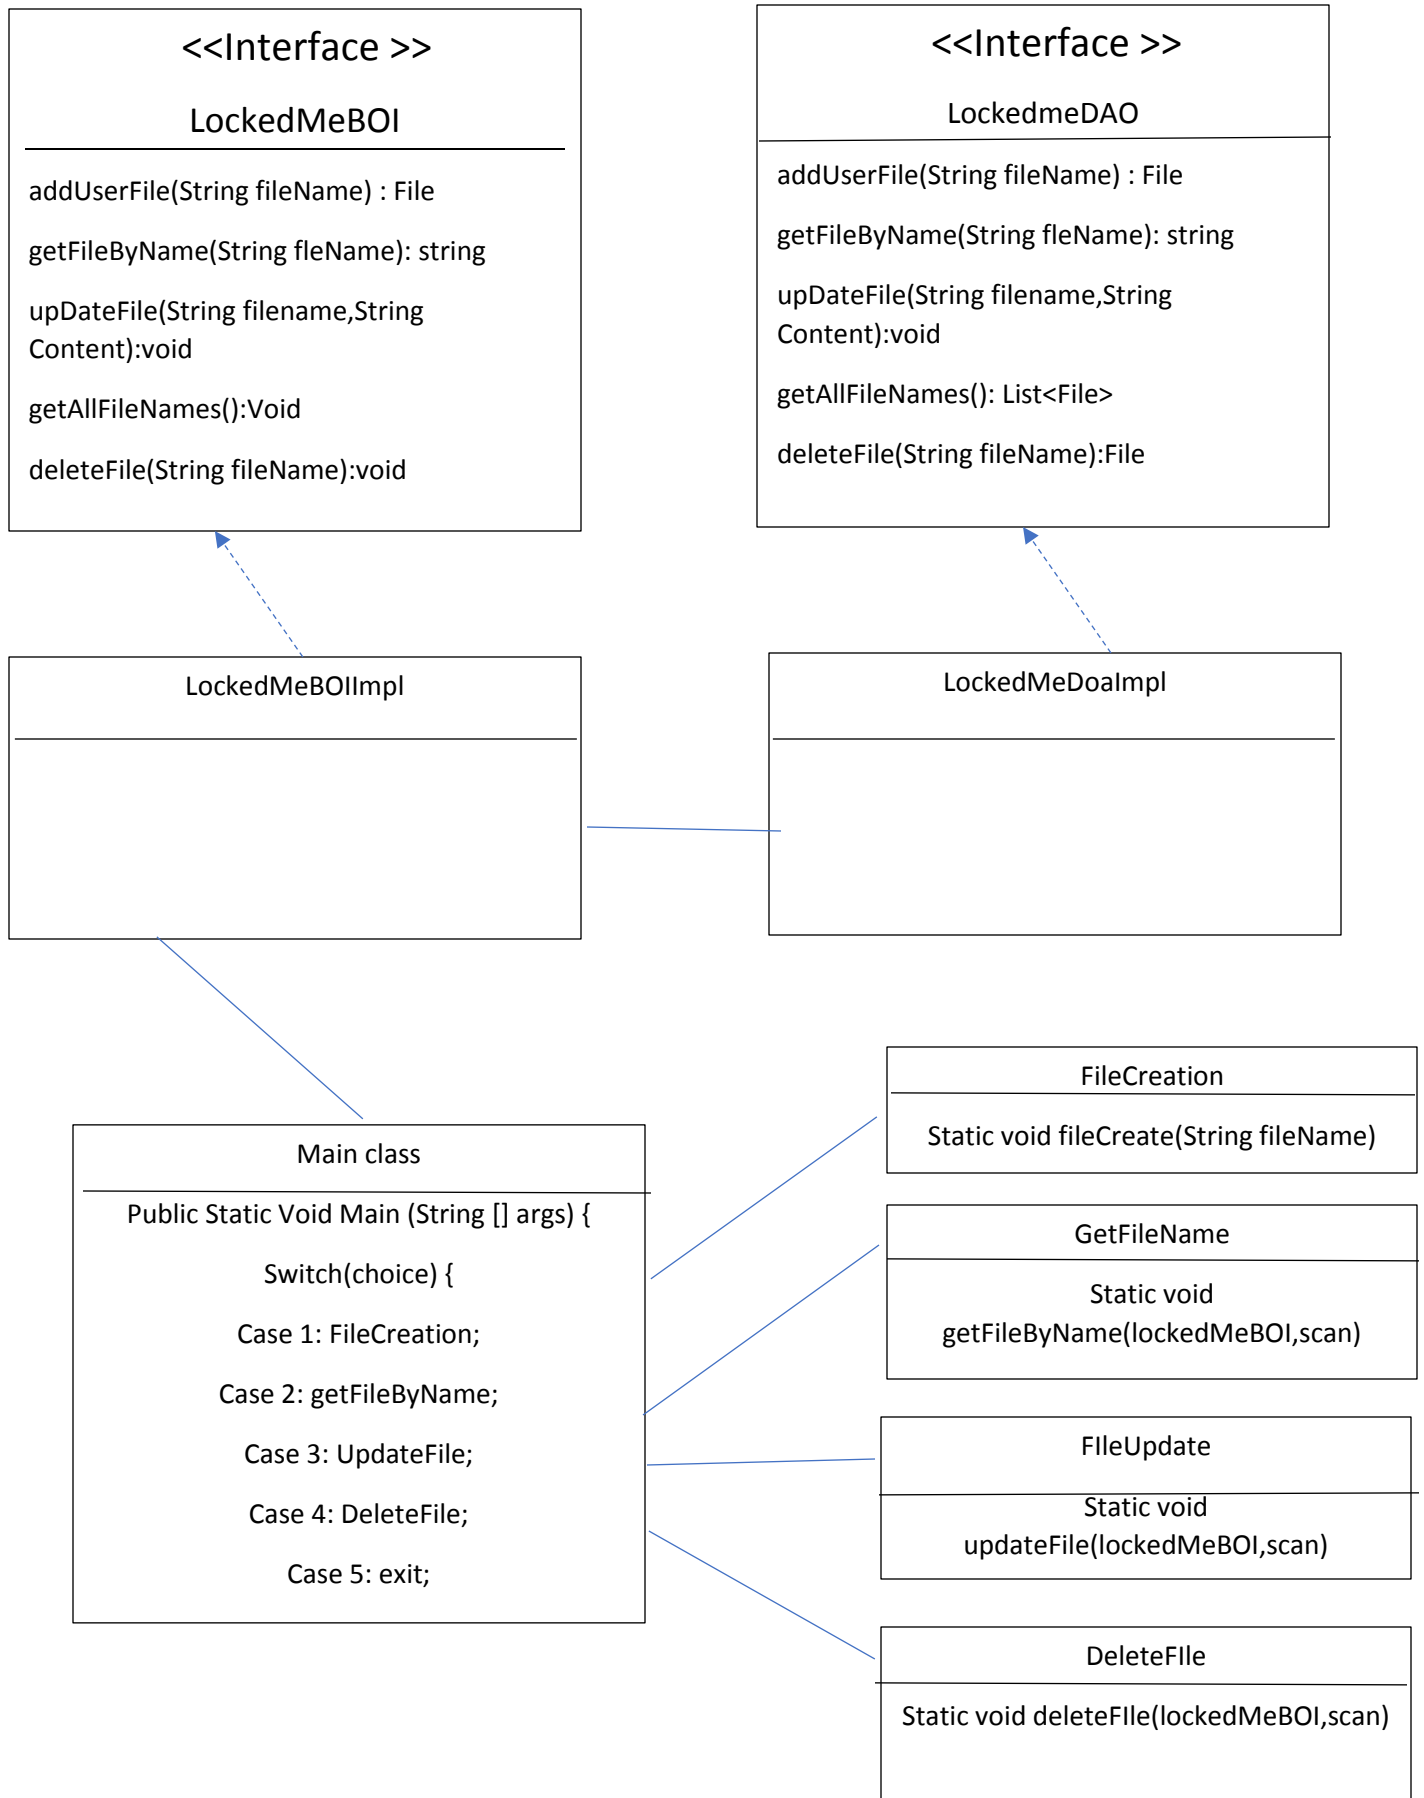 <<Interface >>
LockedMeBOI
addUserFile(String fileName) : File
getFileByName(String fleName): string
upDateFile(String filename,String
Content):void
getAllFileNames():Void
deleteFile(String fileName):void
<<Interface >>
LockedmeDAO
addUserFile(String fileName) : File
getFileByName(String fleName): string
upDateFile(String filename,String
Content):void
getAllFileNames(): List<File>
deleteFile(String fileName):File
LockedMeBOIImpl
LockedMeDoaImpl
Main class
Public Static Void Main (String [] args) {
Switch(choice) {
Case 1: FileCreation;
Case 2: getFileByName;
Case 3: UpdateFile;
Case 4: DeleteFile;
Case 5: exit;
FileCreation
Static void fileCreate(String fileName)
GetFileName
Static void
getFileByName(lockedMeBOI,scan)
FIleUpdate
Static void
updateFile(lockedMeBOI,scan)
DeleteFIle
Static void deleteFIle(lockedMeBOI,scan)